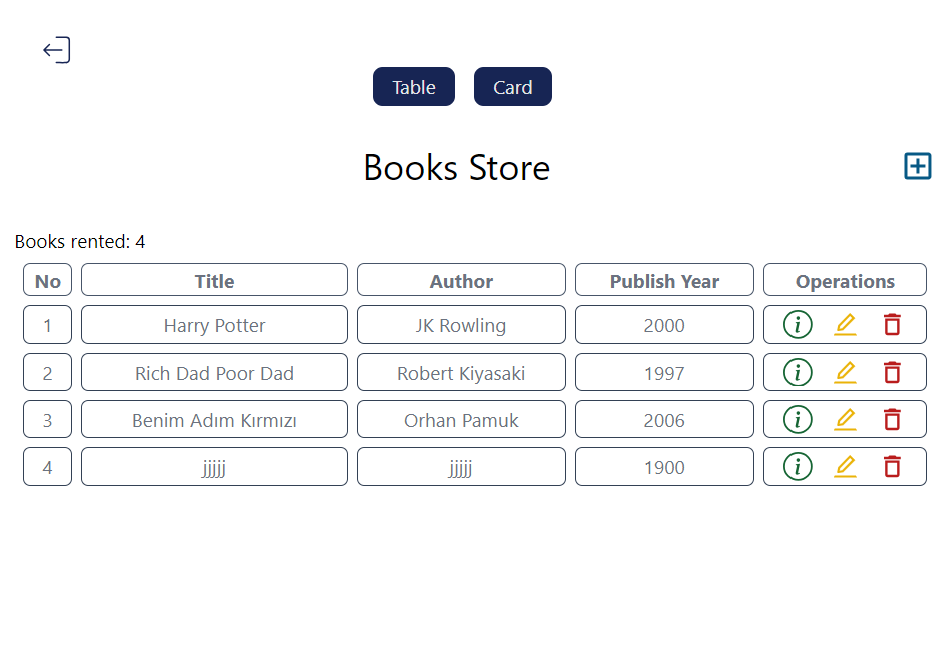 Table Card
Books Store
Books rented: 4
No Title Author Publish Year Operations
1 Harry Potter JK Rowling 2000
2 Rich Dad Poor Dad Robert Kiyasaki 1997
3 Benim Adım Kırmızı Orhan Pamuk 2006
4 jjjjj jjjjj 1900